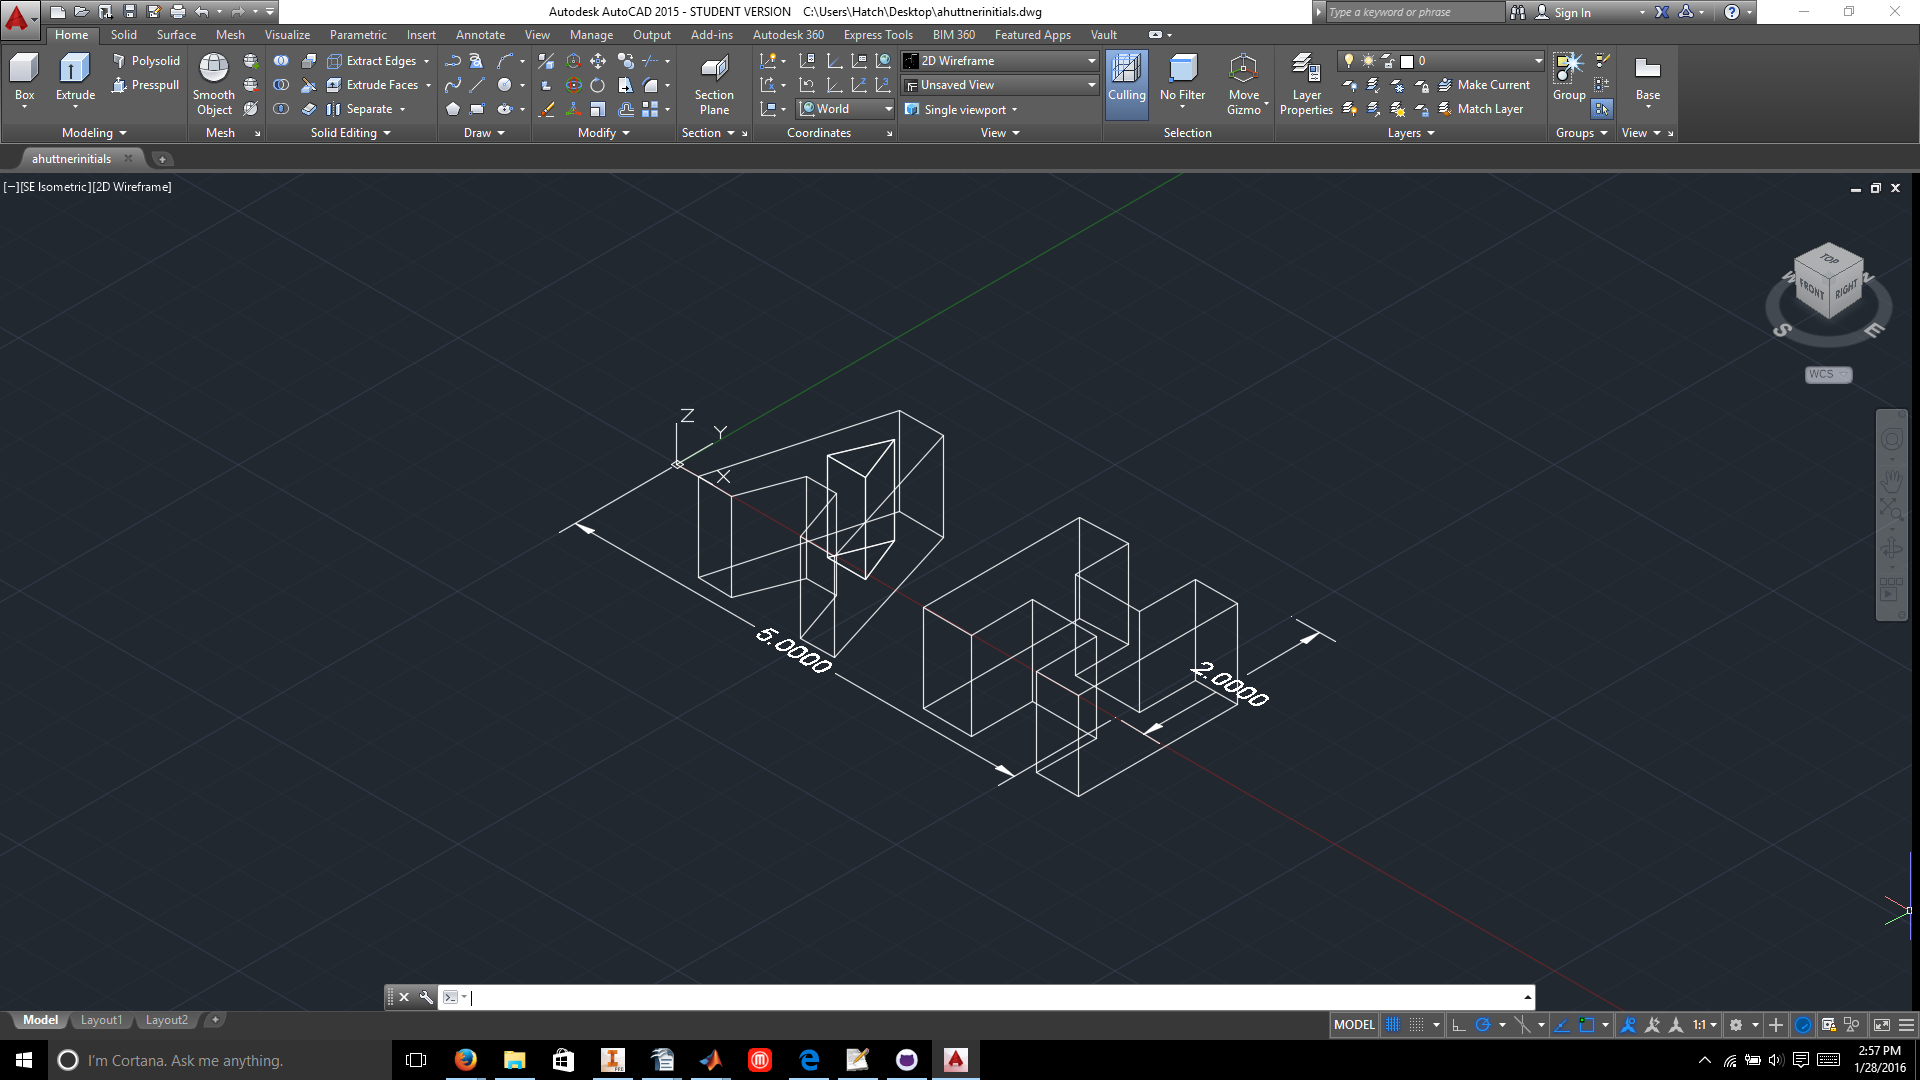 Autodesk AutoCAD 2015 - STUDENT VERSION C:\Users\Hatch\Desktop\ahuttnerinitials.dwg
Type a keyword or phrase
Sign In
Home Solid Surface Mesh Visualize Parametric Insert Annotate View Manage Output Add-ins Autodesk 360 Express Tools BIM 360 Featured Apps Vault
Box
Extrude
Polysolid
Presspull
Smooth Object
Extract Edges
Extrude Faces
Separate
Section Plane
World
2D Wireframe
Unsaved View
Single viewport
Culling
No Filter
Move Gizmo
Layer Properties
0
Make Current
Match Layer
Group
Base
Modeling Mesh Solid Editing Draw Modify Section Coordinates View Selection Layers Groups View
ahuttnerinitials
[−][SE Isometric][2D Wireframe]
TOP
FRONT
RIGHT
W
N
S
E
WCS
Z
Y
X
5.0000
2.0000
Model Layout1 Layout2
MODEL
1:1
I'm Cortana. Ask me anything.
I
PRO
2:57 PM
1/28/2016